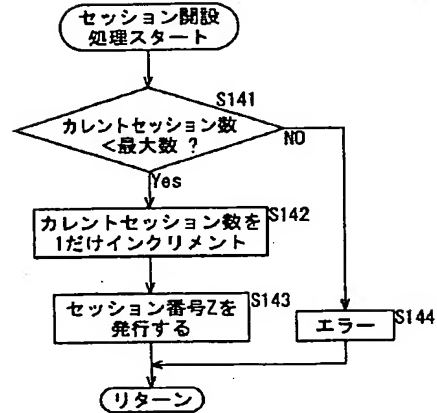 セッション開設
処理スタート
S141
カレントセッション数
<最大数 ?
NO
Yes
S142
カレントセッション数を
1だけインクリメント
S143
セッション番号Zを
発行する
エラー
S144
リターン